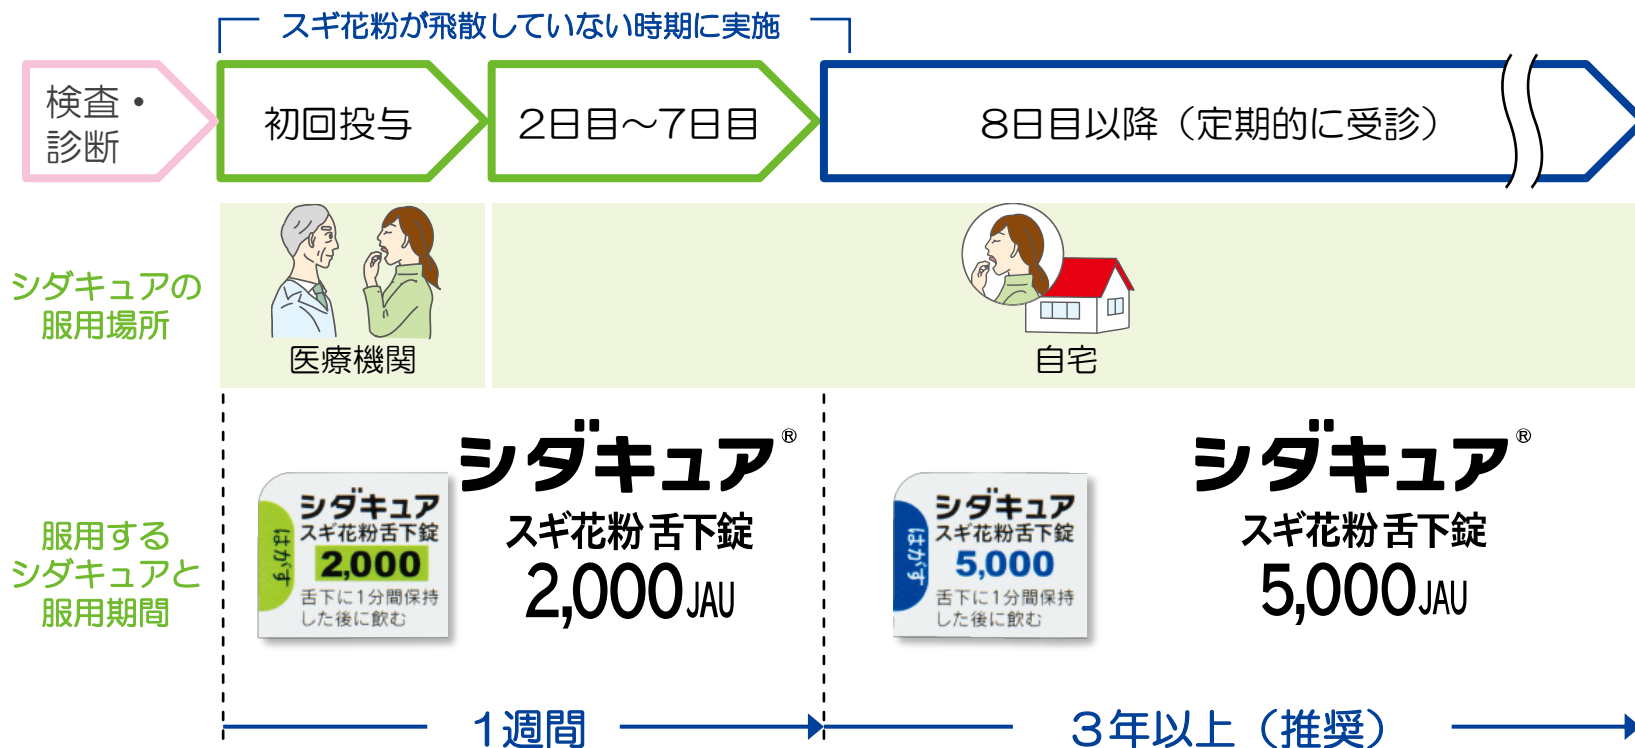 スギ花粉が飛散していない時期に実施
検査・
診断
初回投与
2日目～7日目
8日目以降（定期的に受診）
シダキュアの
服用場所
医療機関
自宅
服用する
シダキュアと
服用期間
はがす
シダキュア
スギ花粉舌下錠
2,000
舌下に1分間保持
した後に飲む
シダキュア®
スギ花粉 舌下錠
2,000JAU
はがす
シダキュア
スギ花粉舌下錠
5,000
舌下に1分間保持
した後に飲む
シダキュア®
スギ花粉 舌下錠
5,000JAU
1週間
3年以上（推奨）